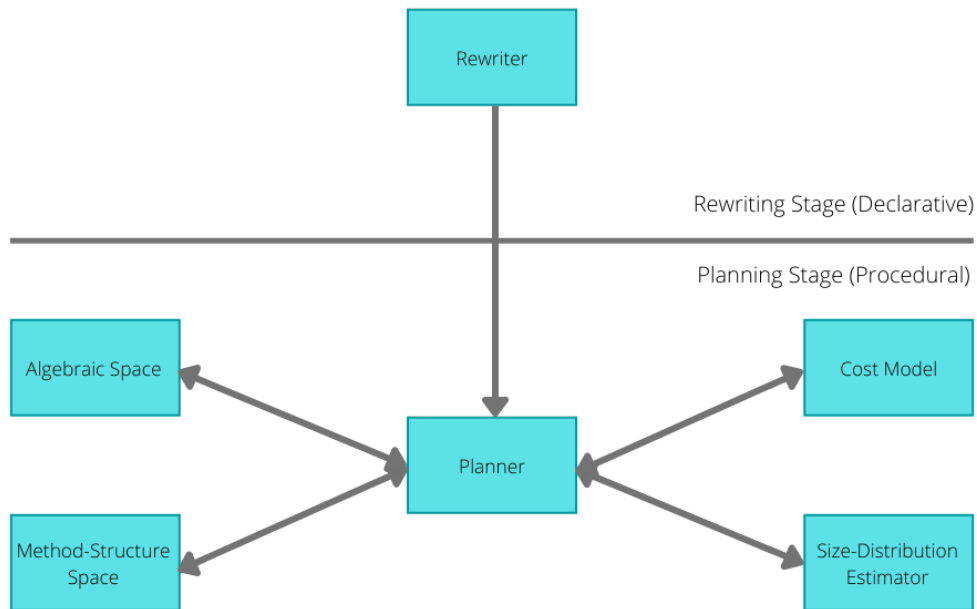 Rewriter
Rewriting Stage (Declarative)
Planning Stage (Procedural)
Algebraic Space
Cost Model
Planner
Method-Structure
Space
Size-Distribution
Estimator